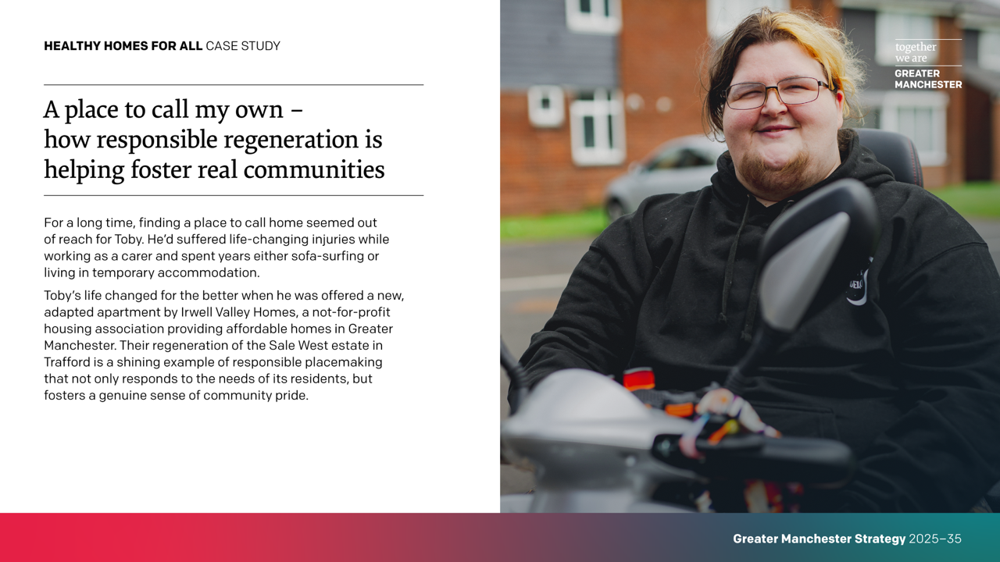 HEALTHY HOMES FOR ALL CASE STUDY
A place to call my own –
how responsible regeneration is
helping foster real communities
For a long time, finding a place to call home seemed out
of reach for Toby. He’d suffered life-changing injuries while
working as a carer and spent years either sofa-surfing or
living in temporary accommodation.
Toby’s life changed for the better when he was offered a new,
adapted apartment by Irwell Valley Homes, a not-for-profit
housing association providing affordable homes in Greater
Manchester. Their regeneration of the Sale West estate in
Trafford is a shining example of responsible placemaking
that not only responds to the needs of its residents, but
fosters a genuine sense of community pride.
together
we are
GREATER
MANCHESTER
Greater Manchester Strategy 2025–35